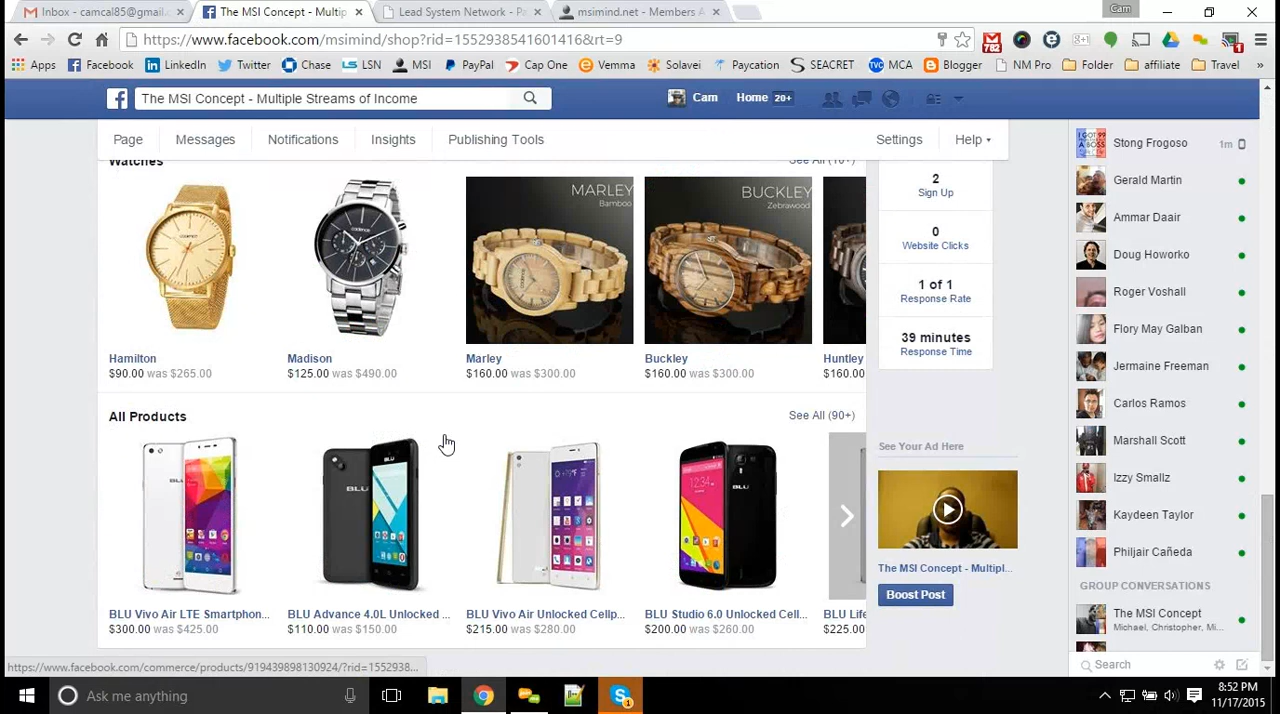 Inbox - camcal85@gmail.
The MSI Concept - Multip
Lead System Network - Pa
msimind.net - Members A
Cam
https://www.facebook.com/msimind/shop?rid=1552938541601416&rt=9
782
1
Apps
Facebook
LinkedIn
Twitter
Chase
LSN
MSI
PayPal
Cap One
Vemma
Solavei
Paycation
SEACRET
MCA
Blogger
NM Pro
Folder
affiliate
Travel
»
The MSI Concept - Multiple Streams of Income
Cam
Home 20+
Page
Messages
Notifications
Insights
Publishing Tools
Settings
Help
Watches
See All (10+)
MARLEY
Bamboo
BUCKLEY
Zebrawood
Hamilton
$90.00 was $265.00
Madison
$125.00 was $490.00
Marley
$160.00 was $300.00
Buckley
$160.00 was $300.00
Huntley
$160.00
All Products
See All (90+)
BLU
BLU
BLU
BLU Vivo Air LTE Smartphon...
$300.00 was $425.00
BLU Advance 4.0L Unlocked ...
$110.00 was $150.00
BLU Vivo Air Unlocked Cellp...
$215.00 was $280.00
BLU Studio 6.0 Unlocked Cell...
$200.00 was $260.00
BLU Life
$225.00
2
Sign Up
0
Website Clicks
1 of 1
Response Rate
39 minutes
Response Time
See Your Ad Here
The MSI Concept - Multipl...
Boost Post
Stong Frogoso
1m
Gerald Martin
Ammar Daair
Doug Howorko
Roger Voshall
Flory May Galban
Jermaine Freeman
Carlos Ramos
Marshall Scott
Izzy Smallz
Kaydeen Taylor
Philjair Cañeda
GROUP CONVERSATIONS
The MSI Concept
Michael, Christopher, Mi...
Search
https://www.facebook.com/commerce/products/919439898130924/?rid=1552938...
Ask me anything
1
8:52 PM
11/17/2015